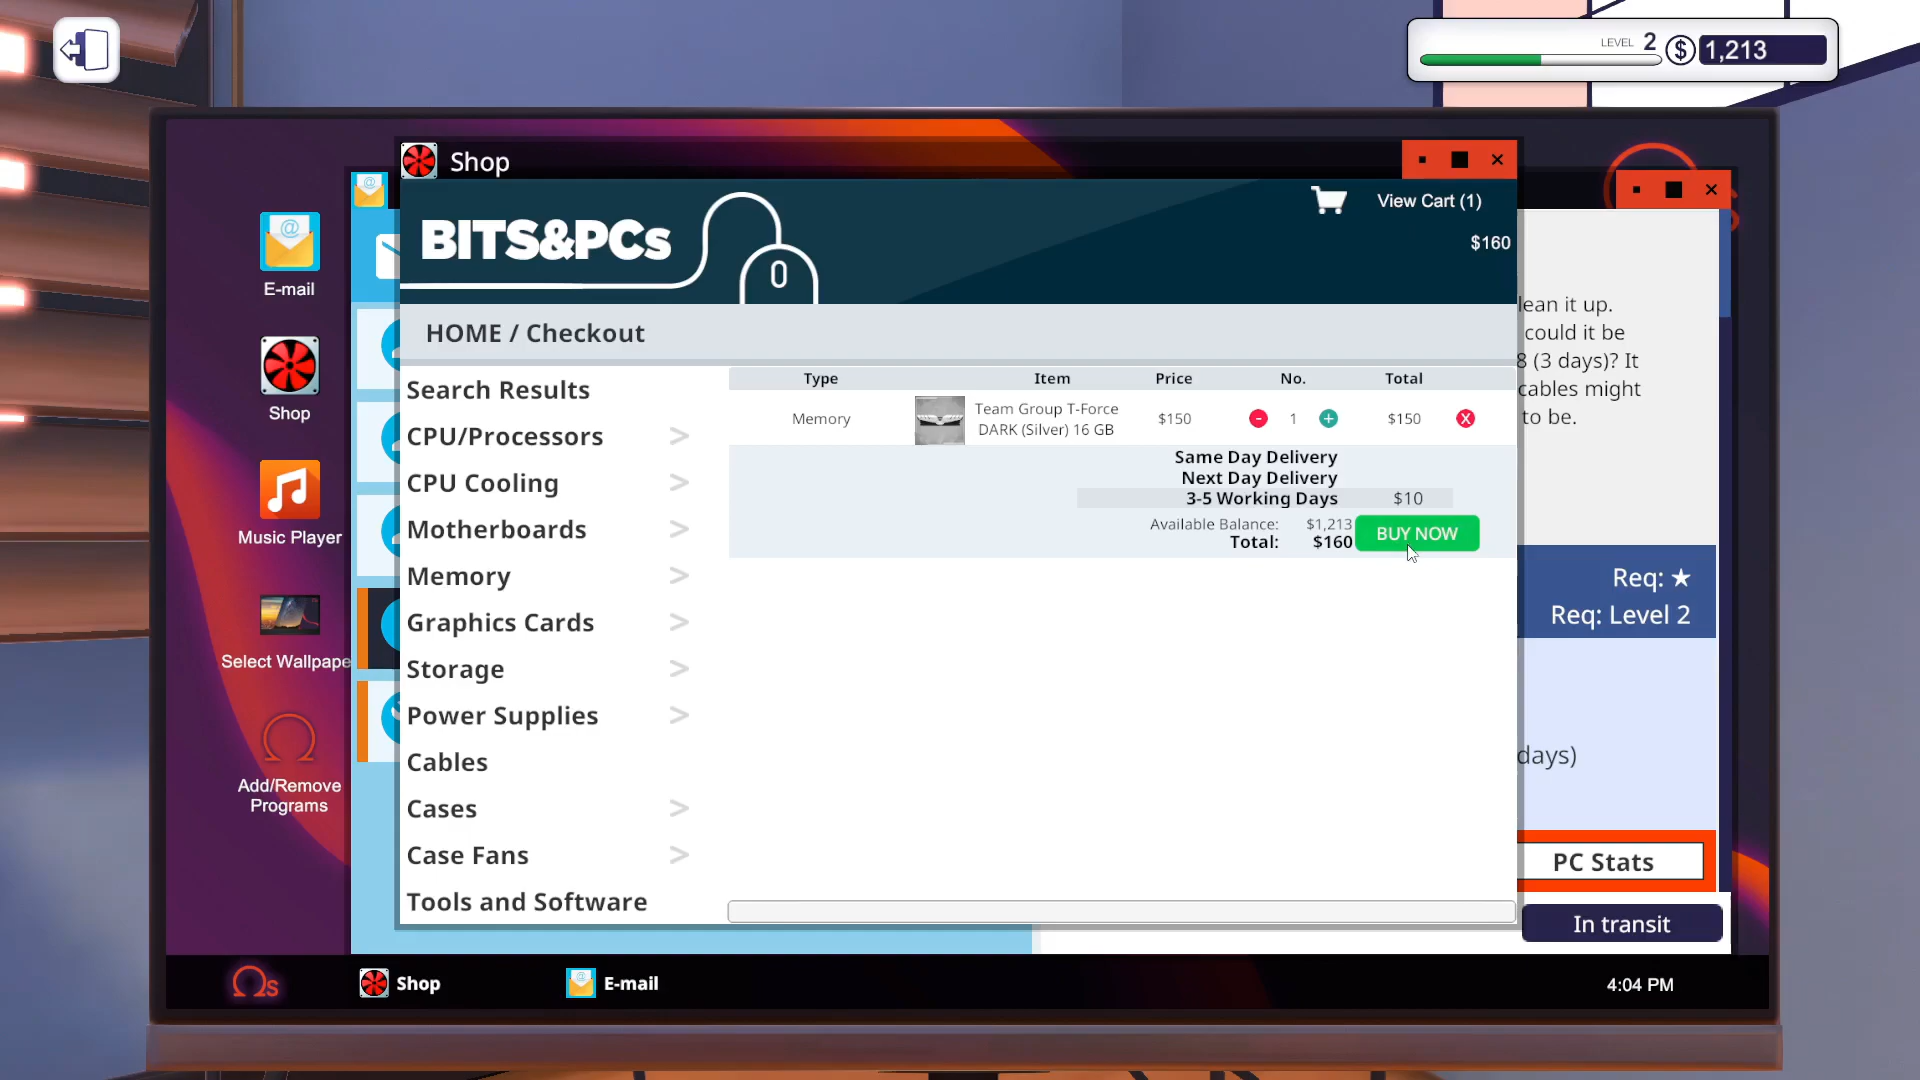 LEVEL 2
$ 1,213
Shop
View Cart (1)
BITS&PCs
$160
HOME / Checkout
E-mail
Shop
Music Player
Select Wallpape
Add/Remove
Programs
Search Results
CPU/Processors >
CPU Cooling >
Motherboards >
Memory >
Graphics Cards >
Storage >
Power Supplies >
Cables
Cases >
Case Fans >
Tools and Software
Type Item Price No. Total
Memory Team Group T-Force DARK (Silver) 16 GB $150 - 1 + $150 X
Same Day Delivery
Next Day Delivery
3-5 Working Days $10
Available Balance: $1,213
Total: $160
BUY NOW
lean it up.
could it be
8 (3 days)? It
cables might
to be.
Req: ★
Req: Level 2
days)
PC Stats
In transit
Ωs
Shop
E-mail
4:04 PM